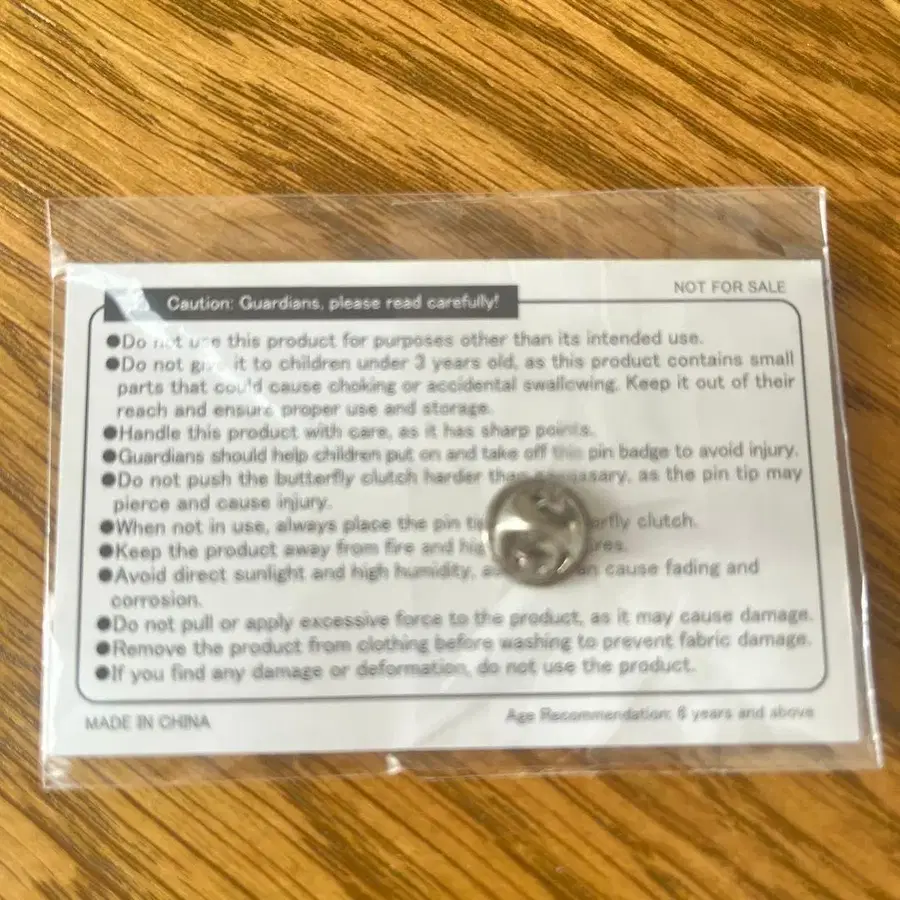 NOT FOR SALE
Caution: Guardians, please read carefully!
●Do not use this product for purposes other than its intended use.
●Do not give it to children under 3 years old, as this product contains small
parts that could cause choking or accidental swallowing. Keep it out of their
reach and ensure proper use and storage.
●Handle this product with care, as it has sharp points.
●Guardians should help children put on and take off this pin badge to avoid injury.
●Do not push the butterfly clutch harder than necessary, as the pin tip may
pierce and cause injury.
●When not in use, always place the pin clutch.
●Keep the product away from fire and
●Avoid direct sunlight and high humidity, cause fading and
corrosion.
●Do not pull or apply excessive force to the product, as it may cause damage.
●Remove the product from clothing before washing to prevent fabric damage.
●If you find any damage or deformation, do not use the product.
MADE IN CHINA
Age Recommendation: 6 years and above